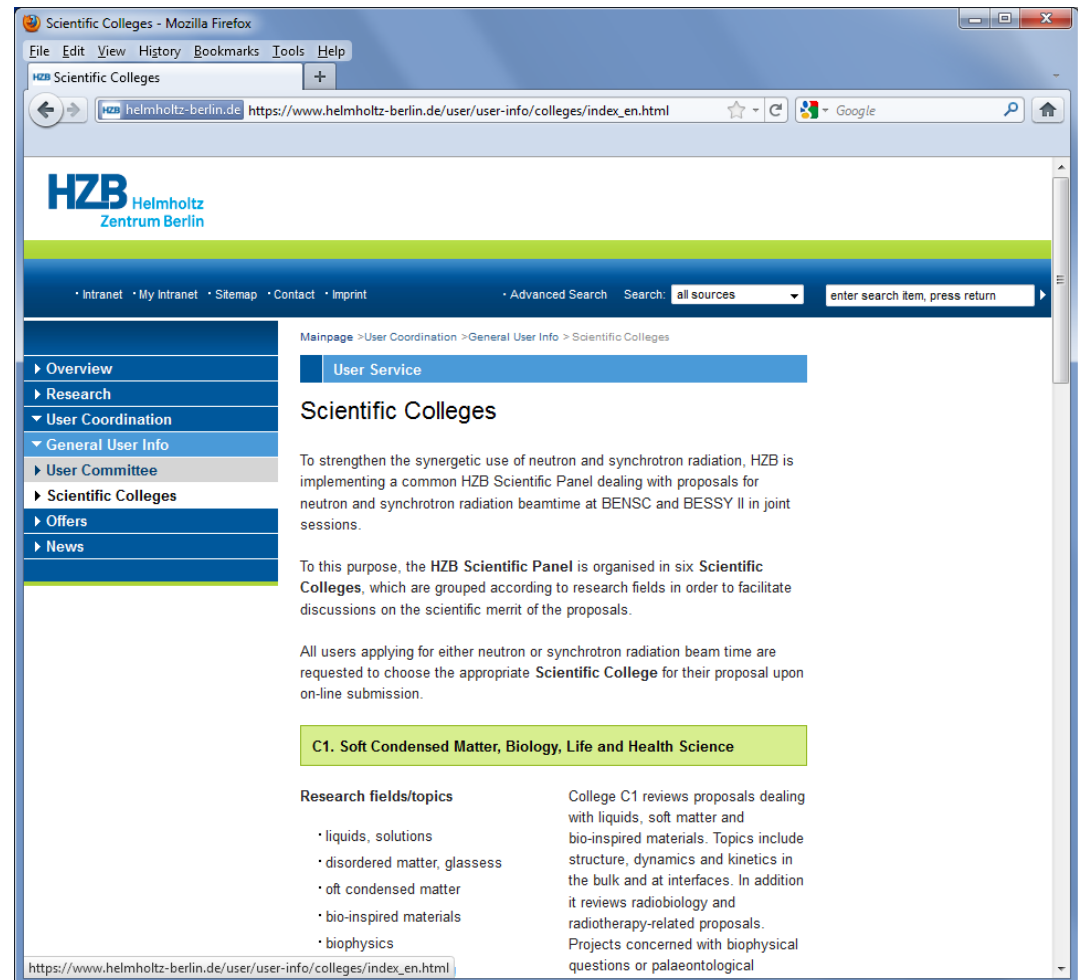 Scientific Colleges - Mozilla Firefox
File Edit View History Bookmarks Tools Help
HZB Scientific Colleges
+
HZB helmholtz-berlin.de https://www.helmholtz-berlin.de/user/user-info/colleges/index_en.html
Google
HZB Helmholtz
Zentrum Berlin
· Intranet · My Intranet · Sitemap · Contact · Imprint · Advanced Search Search: all sources enter search item, press return
Mainpage >User Coordination >General User Info > Scientific Colleges
Overview
Research
User Coordination
General User Info
User Committee
Scientific Colleges
Offers
News
User Service
Scientific Colleges
To strengthen the synergetic use of neutron and synchrotron radiation, HZB is
implementing a common HZB Scientific Panel dealing with proposals for
neutron and synchrotron radiation beamtime at BENSC and BESSY II in joint
sessions.
To this purpose, the HZB Scientific Panel is organised in six Scientific
Colleges, which are grouped according to research fields in order to facilitate
discussions on the scientific merrit of the proposals.
All users applying for either neutron or synchrotron radiation beam time are
requested to choose the appropriate Scientific College for their proposal upon
on-line submission.
C1. Soft Condensed Matter, Biology, Life and Health Science
Research fields/topics
· liquids, solutions
· disordered matter, glassess
· oft condensed matter
· bio-inspired materials
· biophysics
College C1 reviews proposals dealing
with liquids, soft matter and
bio-inspired materials. Topics include
structure, dynamics and kinetics in
the bulk and at interfaces. In addition
it reviews radiobiology and
radiotherapy-related proposals.
Projects concerned with biophysical
questions or palaeontological
https://www.helmholtz-berlin.de/user/user-info/colleges/index_en.html